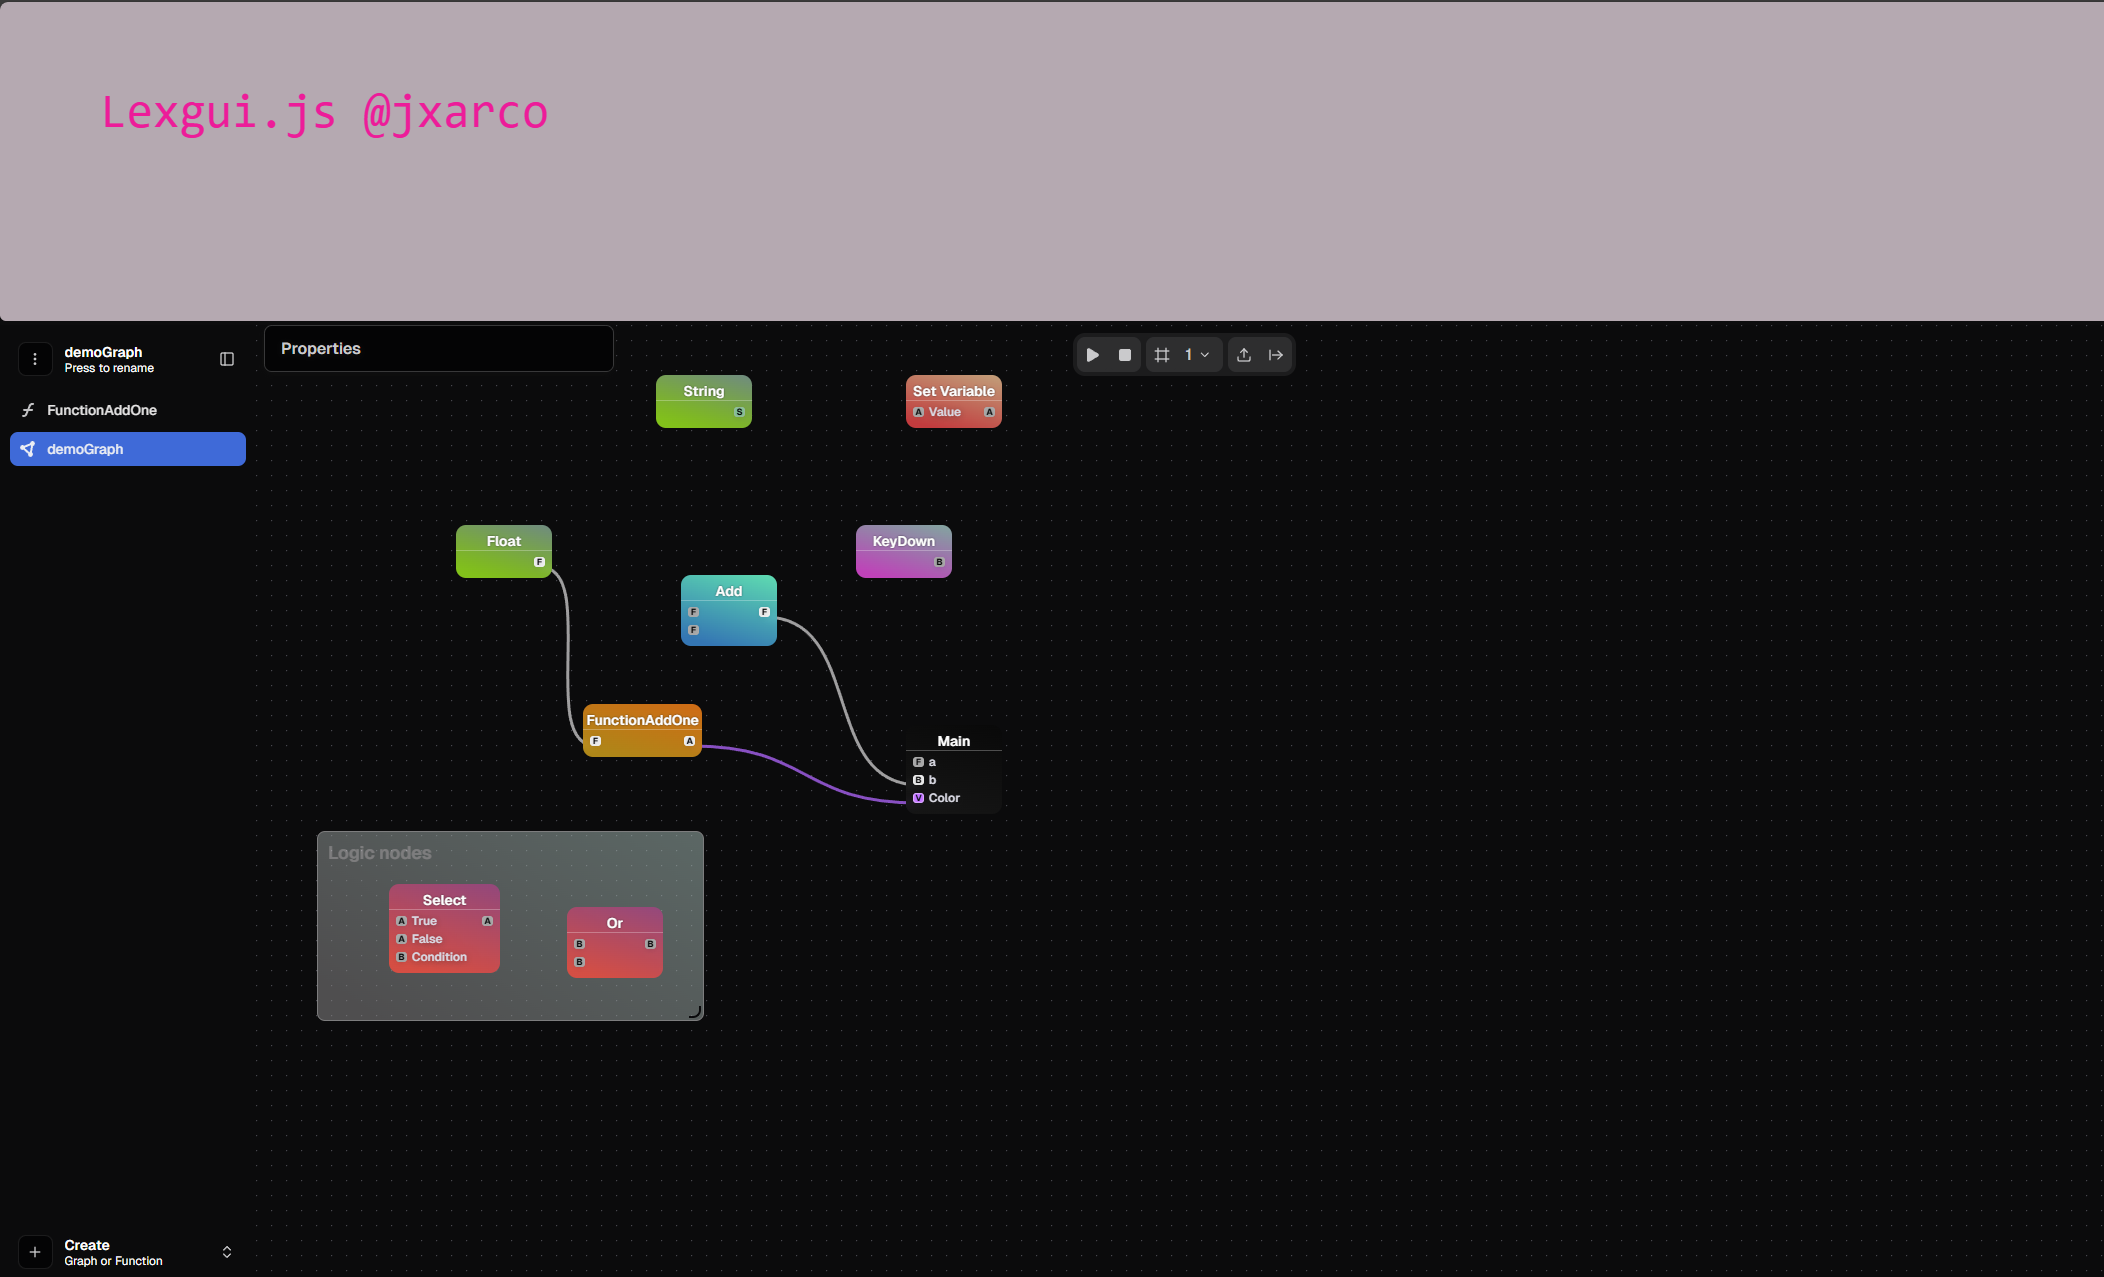 Lexgui.js @jxarco
demoGraph
Press to rename
FunctionAddOne
demoGraph
Properties
1
String
S
Set Variable
A Value A
Float
F
KeyDown
B
Add
F F
F
FunctionAddOne
F A
Main
F a
B b
V Color
Logic nodes
Select
A True A
A False
B Condition
Or
B B
B
Create
Graph or Function